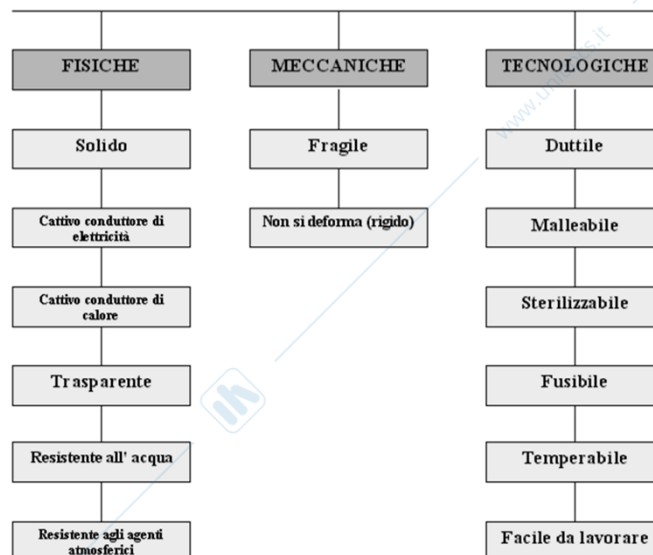 FISICHE
Solido
Cattivo conduttore di
elettricità
Cattivo conduttore di
calore
Trasparente
Resistente all' acqua
Resistente agli agenti
atmosferici
MECCANICHE
Fragile
Non si deforma (rigido)
TECNOLOGICHE
Duttile
Malleabile
Sterilizzabile
Fusibile
Temperabile
Facile da lavorare